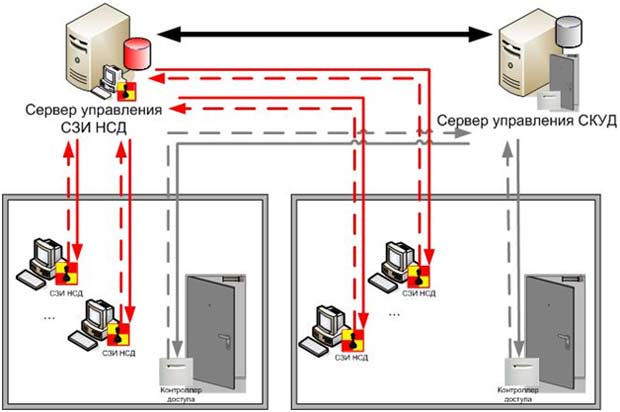 Сервер управления
СЗИ НСД
Сервер управления СКУД
СЗИ НСД
...
СЗИ НСД
Контроллер
доступа
СЗИ НСД
...
СЗИ НСД
Контроллер
доступа